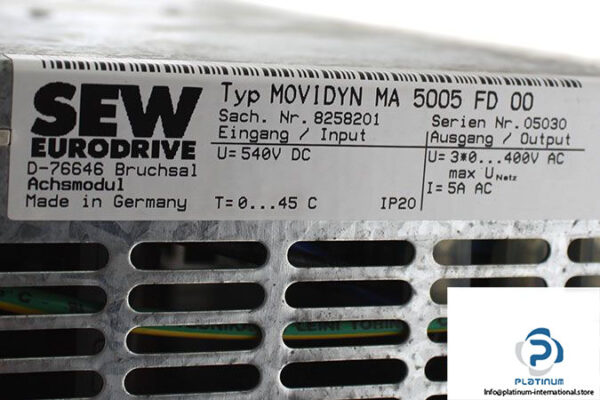 SEW
EURODRIVE
D-76646 Bruchsal
Achsmodul
Made in Germany
Typ MOVIDYN MA 5005 FD 00
Sach. Nr. 8258201
Serien Nr. 05030
Eingang / Input
Ausgang / Output
U= 540V DC
U= 3*0...400V AC
max UNetz
I= 5A AC
T= 0...45 C
IP20
PLATINUM
Info@platinum-international.store